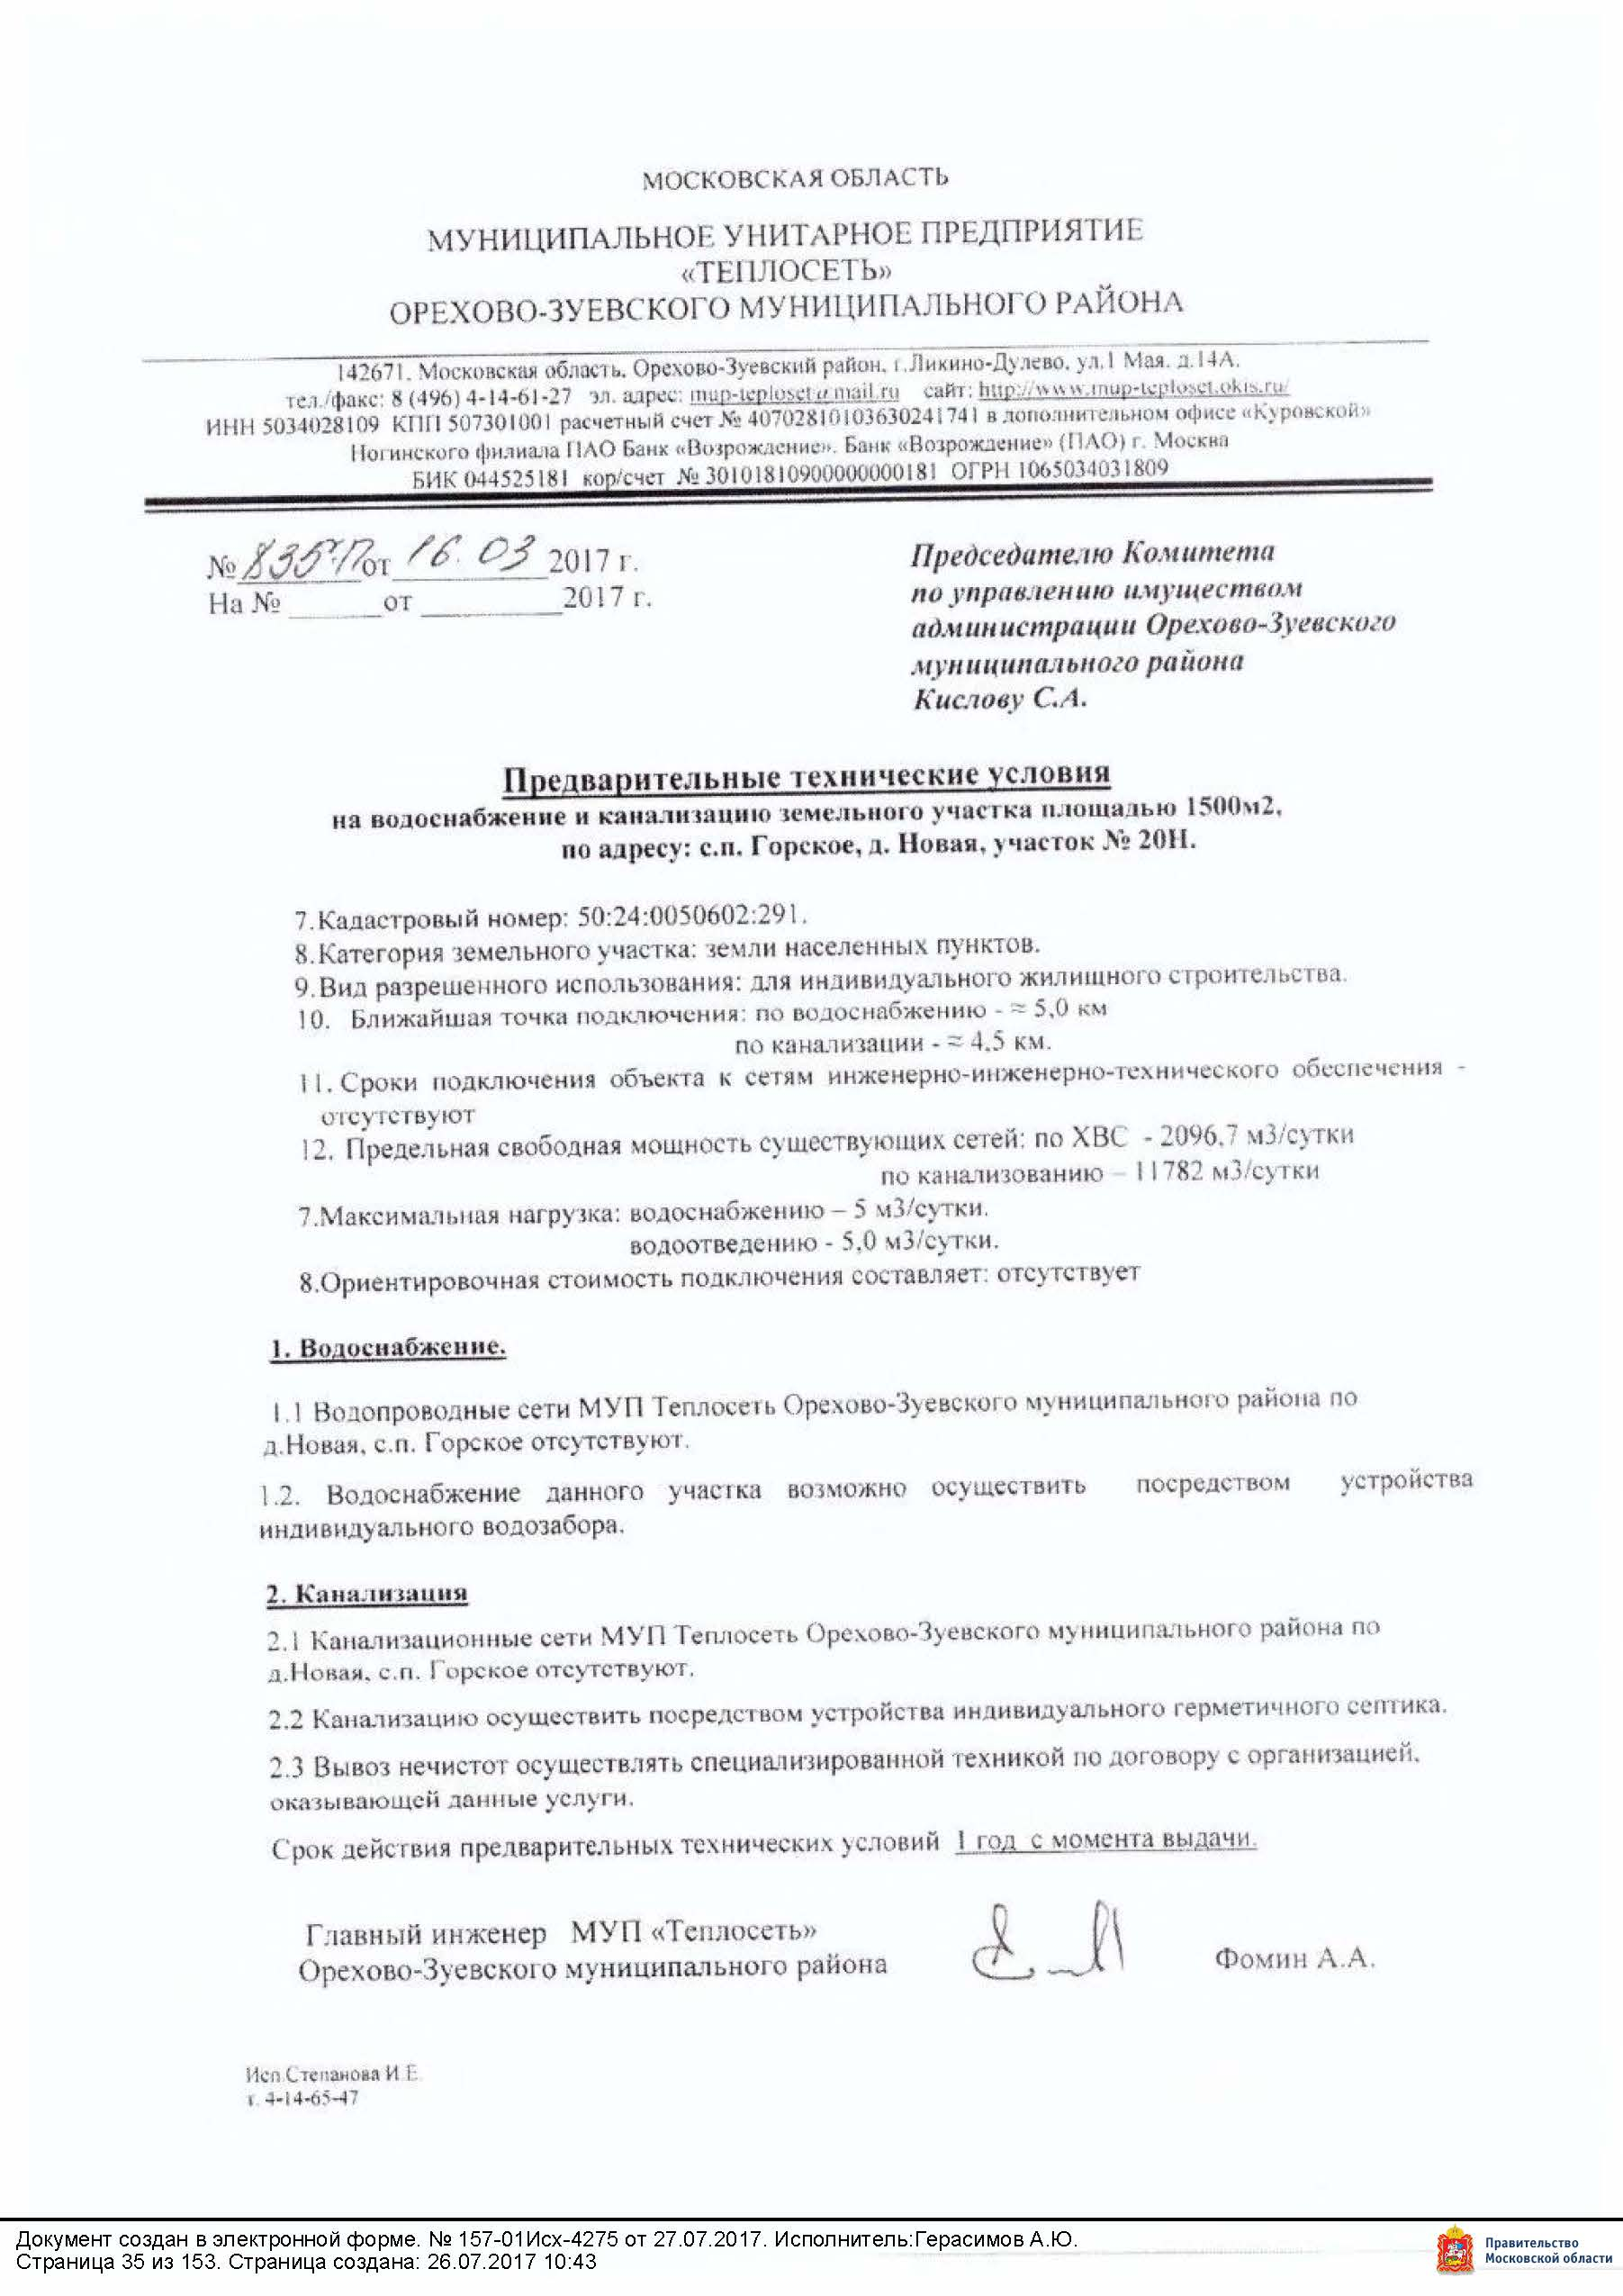 МОСКОВСКАЯ ОБЛАСТЬ
МУНИЦИПАЛЬНОЕ УНИТАРНОЕ ПРЕДПРИЯТИЕ
«ТЕПЛОСЕТЬ»
ОРЕХОВО-ЗУЕВСКОГО МУНИЦИПАЛЬНОГО РАЙОНА
142671, Московская область, Орехово-Зуевский район, г.Ликино-Дулево, ул.1 Мая, д.14А.
тел./факс: 8 (496) 4-14-61-27 эл. адрес: mup-teploset@mail.ru сайт: http://www.mup-teploset.okis.ru/
ИНН 5034028109 КПП 507301001 расчетный счет № 40702810103630241741 в дополнительном офисе «Куровской»
Ногинского филиала ПАО Банк «Возрождение». Банк «Возрождение» (ПАО) г. Москва
БИК 044525181 кор/счет № 30101810900000000181 ОГРН 1065034031809
№ 835-П от 16.03 2017 г.
На № ______ от _________ 2017 г.
Председателю Комитета
по управлению имуществом
администрации Орехово-Зуевского
муниципального района
Кислову С.А.
Предварительные технические условия
на водоснабжение и канализацию земельного участка площадью 1500м2,
по адресу: с.п. Горское, д. Новая, участок № 20Н.
7.Кадастровый номер: 50:24:0050602:291.
8.Категория земельного участка: земли населенных пунктов.
9.Вид разрешенного использования: для индивидуального жилищного строительства.
10. Ближайшая точка подключения: по водоснабжению - ≈ 5,0 км
по канализации - ≈ 4,5 км.
11. Сроки подключения объекта к сетям инженерно-инженерно-технического обеспечения -
отсутствуют
12. Предельная свободная мощность существующих сетей: по ХВС - 2096,7 м3/сутки
по канализованию – 11782 м3/сутки
7.Максимальная нагрузка: водоснабжению – 5 м3/сутки.
водоотведению - 5,0 м3/сутки.
8.Ориентировочная стоимость подключения составляет: отсутствует
1. Водоснабжение.
1.1 Водопроводные сети МУП Теплосеть Орехово-Зуевского муниципального района по
д.Новая, с.п. Горское отсутствуют.
1.2. Водоснабжение данного участка возможно осуществить посредством устройства
индивидуального водозабора.
2. Канализация
2.1 Канализационные сети МУП Теплосеть Орехово-Зуевского муниципального района по
д.Новая, с.п. Горское отсутствуют.
2.2 Канализацию осуществить посредством устройства индивидуального герметичного септика.
2.3 Вывоз нечистот осуществлять специализированной техникой по договору с организацией,
оказывающей данные услуги.
Срок действия предварительных технических условий 1 год с момента выдачи.
Главный инженер МУП «Теплосеть»
Орехово-Зуевского муниципального района Фомин А.А.
Исп.Степанова И.Е.
т. 4-14-65-47
Документ создан в электронной форме. № 157-01Исх-4275 от 27.07.2017. Исполнитель:Герасимов А.Ю.
Страница 35 из 153. Страница создана: 26.07.2017 10:43
Правительство
Московской области